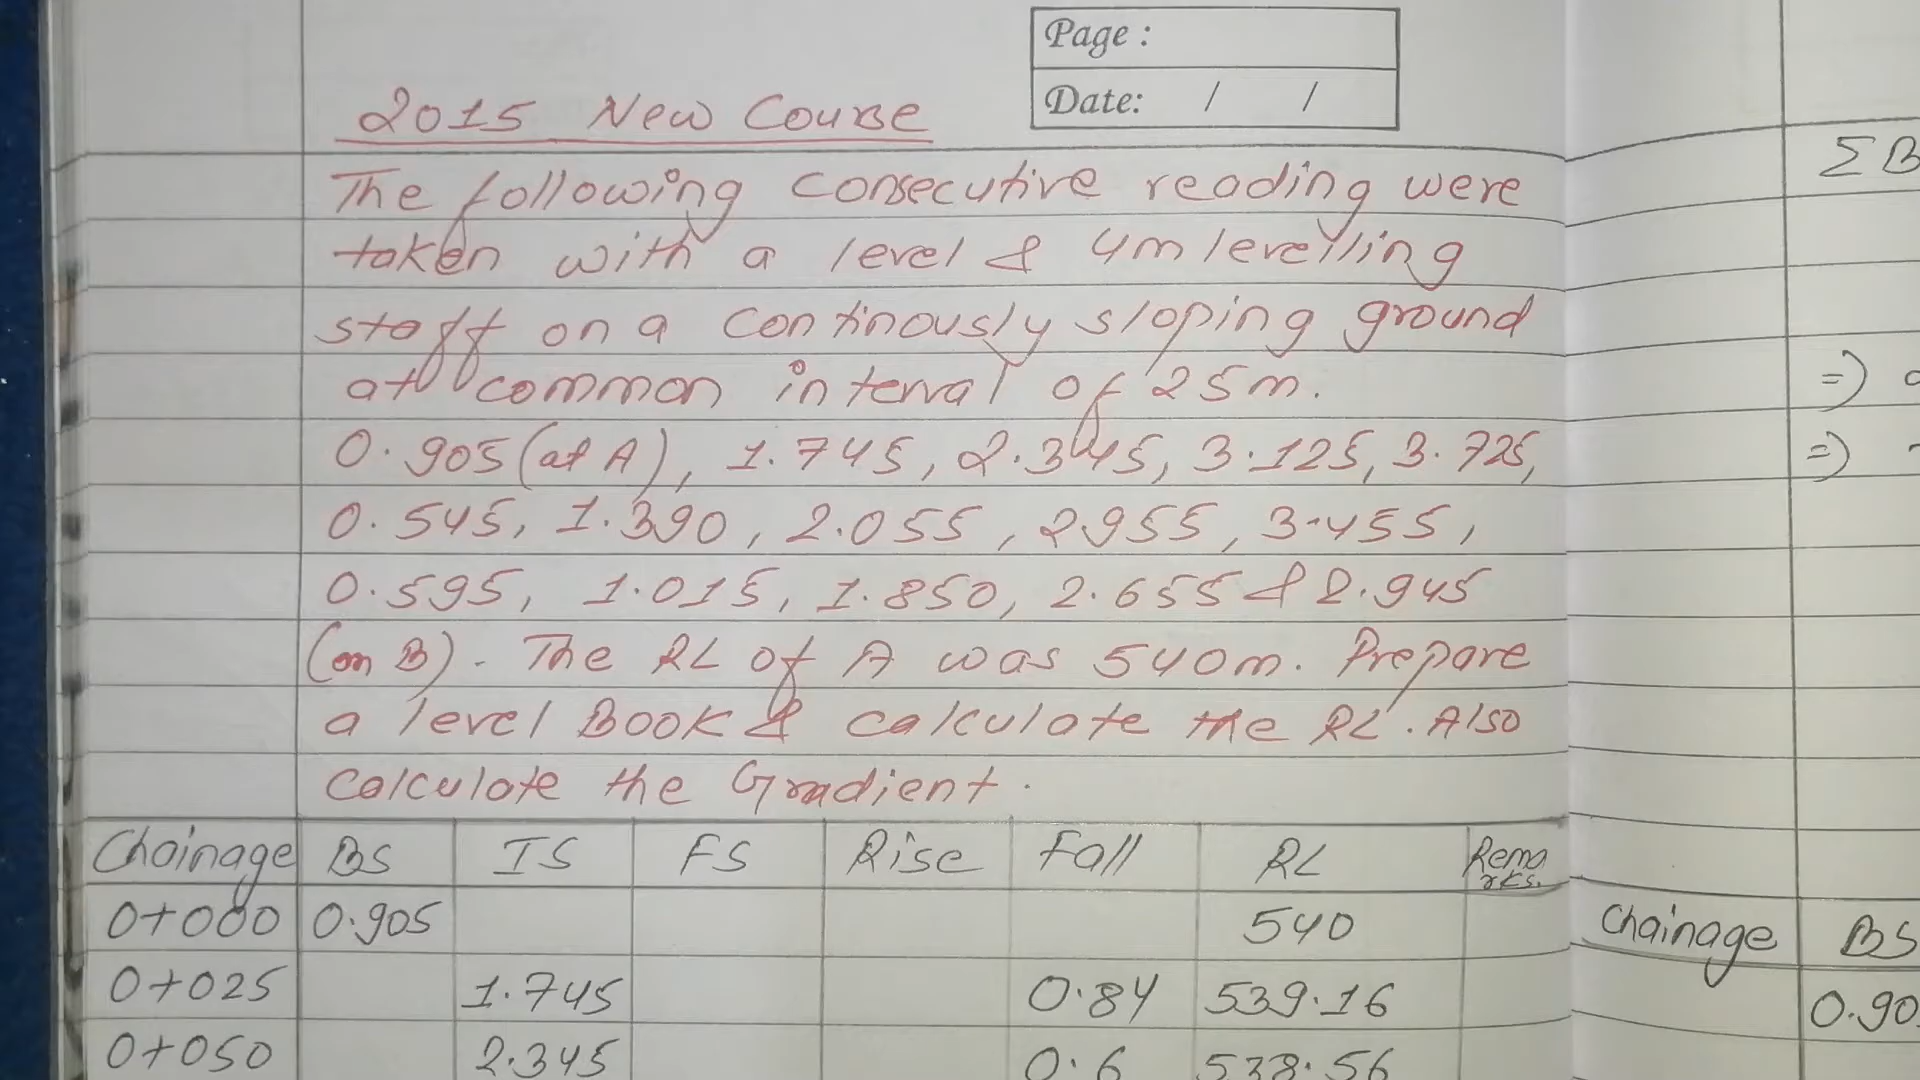 Page :
Date: / /
2015 New Course
The following consecutive reading were
taken with a level & 4m levelling
staff on a continously sloping ground
at common interval of 25m.
0.905 (at A), 1.745, 2.345, 3.125, 3.725,
0.545, 1.390, 2.055, 2955, 3.455,
0.595, 1.015, 1.850, 2.655 & 2.945
(on B). The RL of A was 540m. Prepare
a level Book & calculate the RL. Also
calculate the Gradient.
Chainage BS IS FS Rise Fall RL Remarks.
0+000 0.905 540
0+025 1.745 0.84 539.16
0+050 2.345 0.6 538.56
ΣB
=)
=)
Chainage BS
0.90